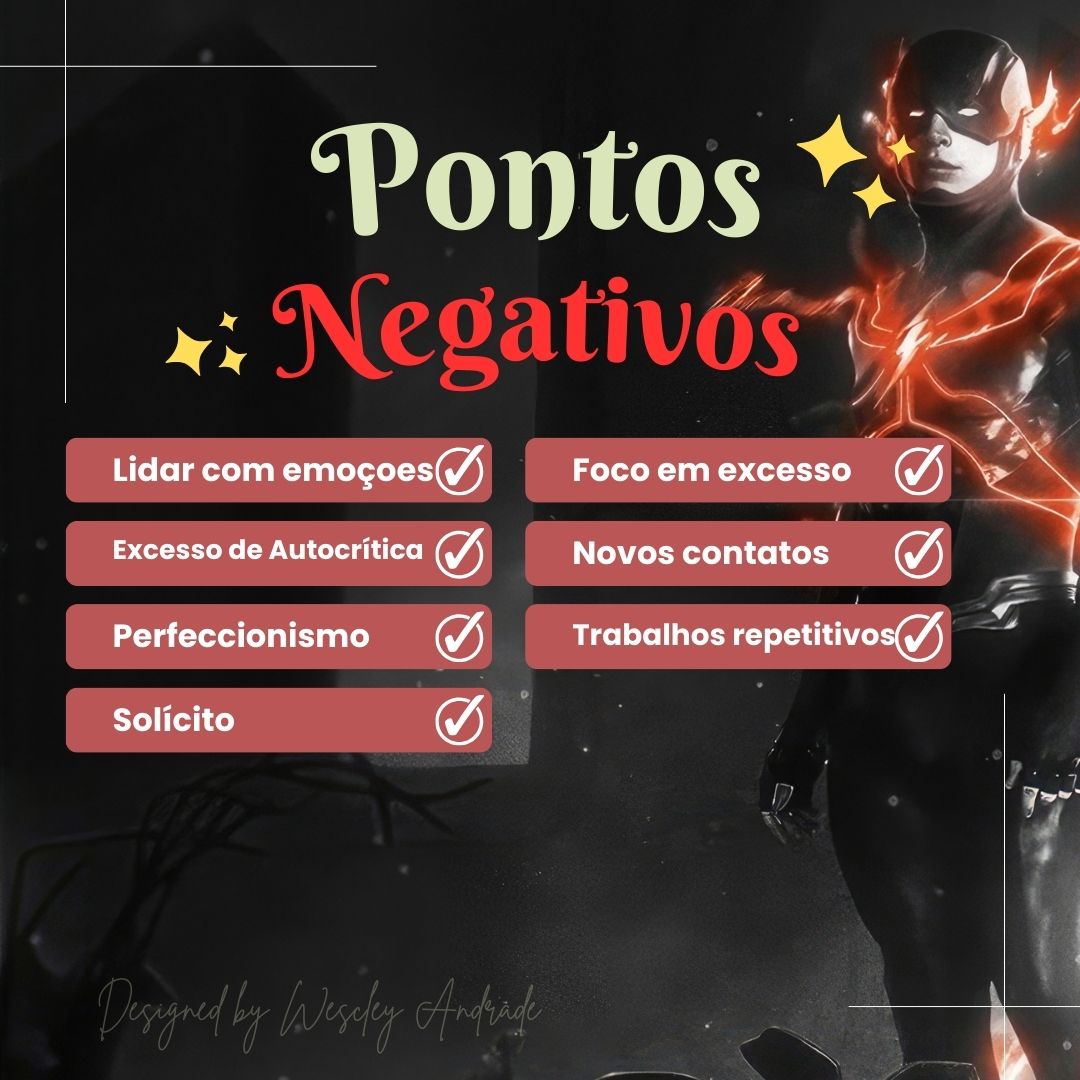 Pontos
Negativos
Lidar com emoçoes
Foco em excesso
Excesso de Autocrítica
Novos contatos
Perfeccionismo
Trabalhos repetitivos
Solícito
Designed by Wescley Andrade